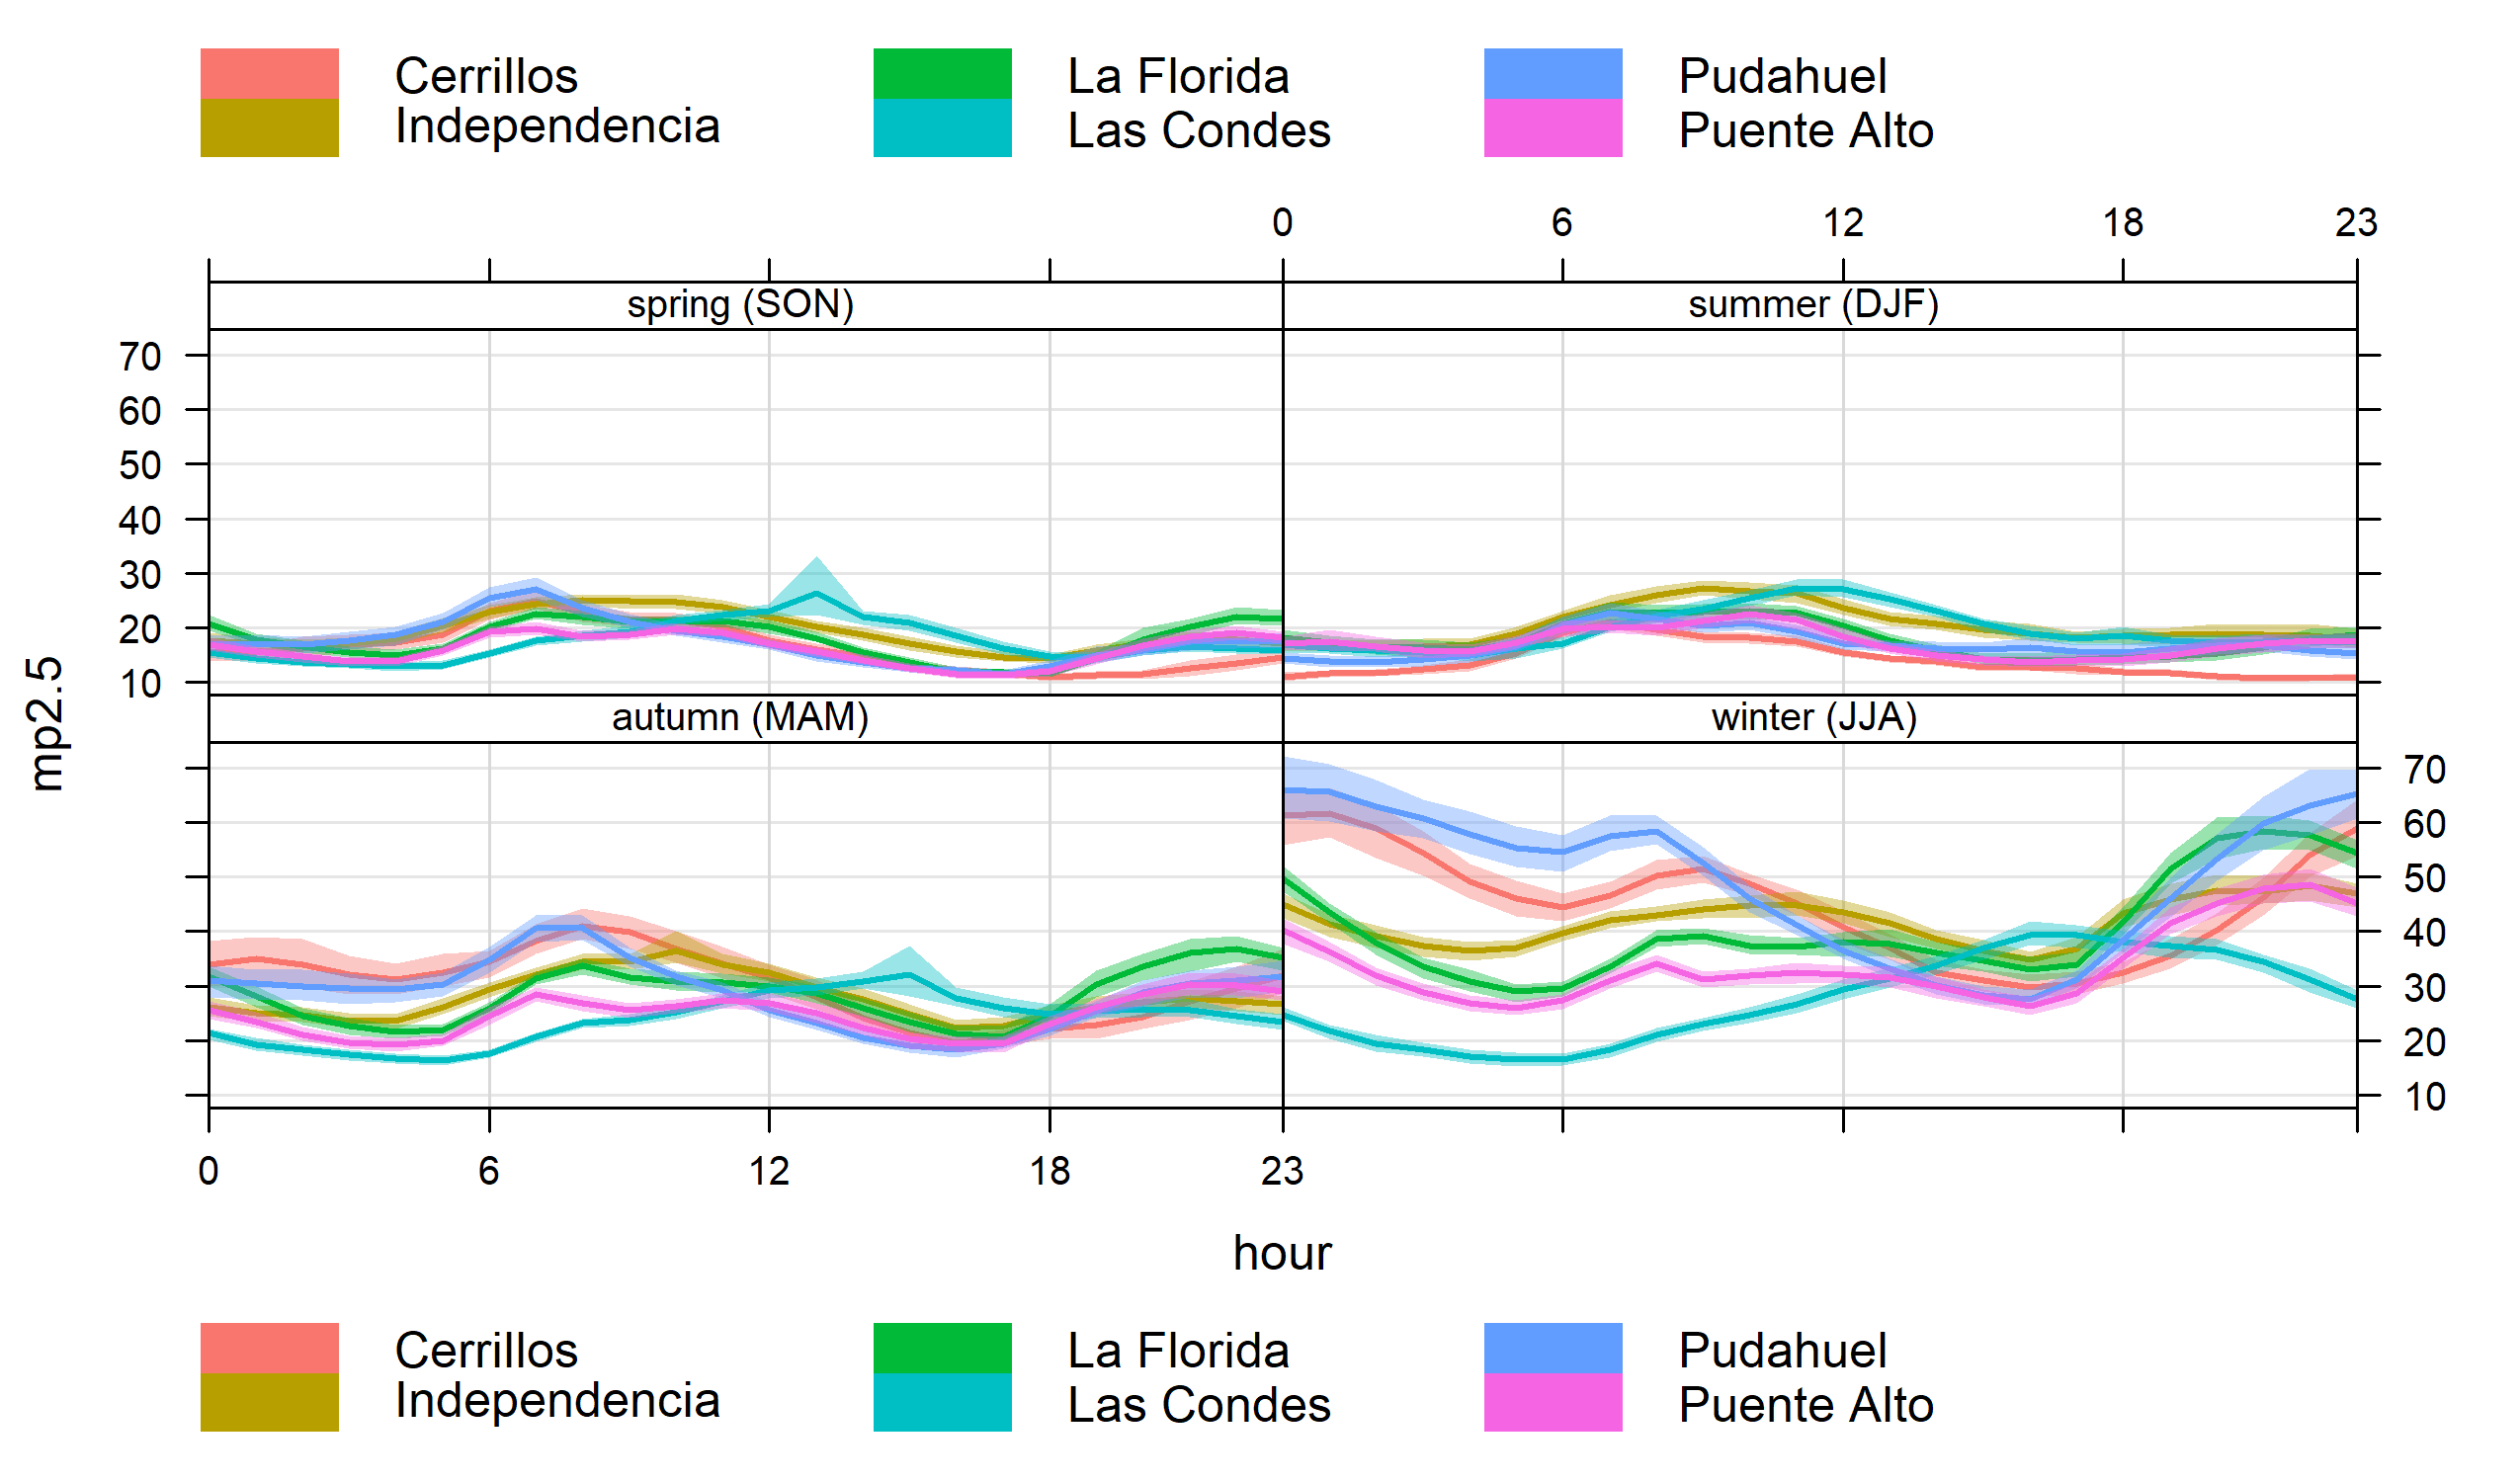 Cerrillos La Florida Pudahuel
Independencia Las Condes Puente Alto
0 6 12 18 23
spring (SON) summer (DJF)
70
60
50
40
30
20
10
mp2.5
autumn (MAM) winter (JJA)
70
60
50
40
30
20
10
0 6 12 18 23
hour
Cerrillos La Florida Pudahuel
Independencia Las Condes Puente Alto